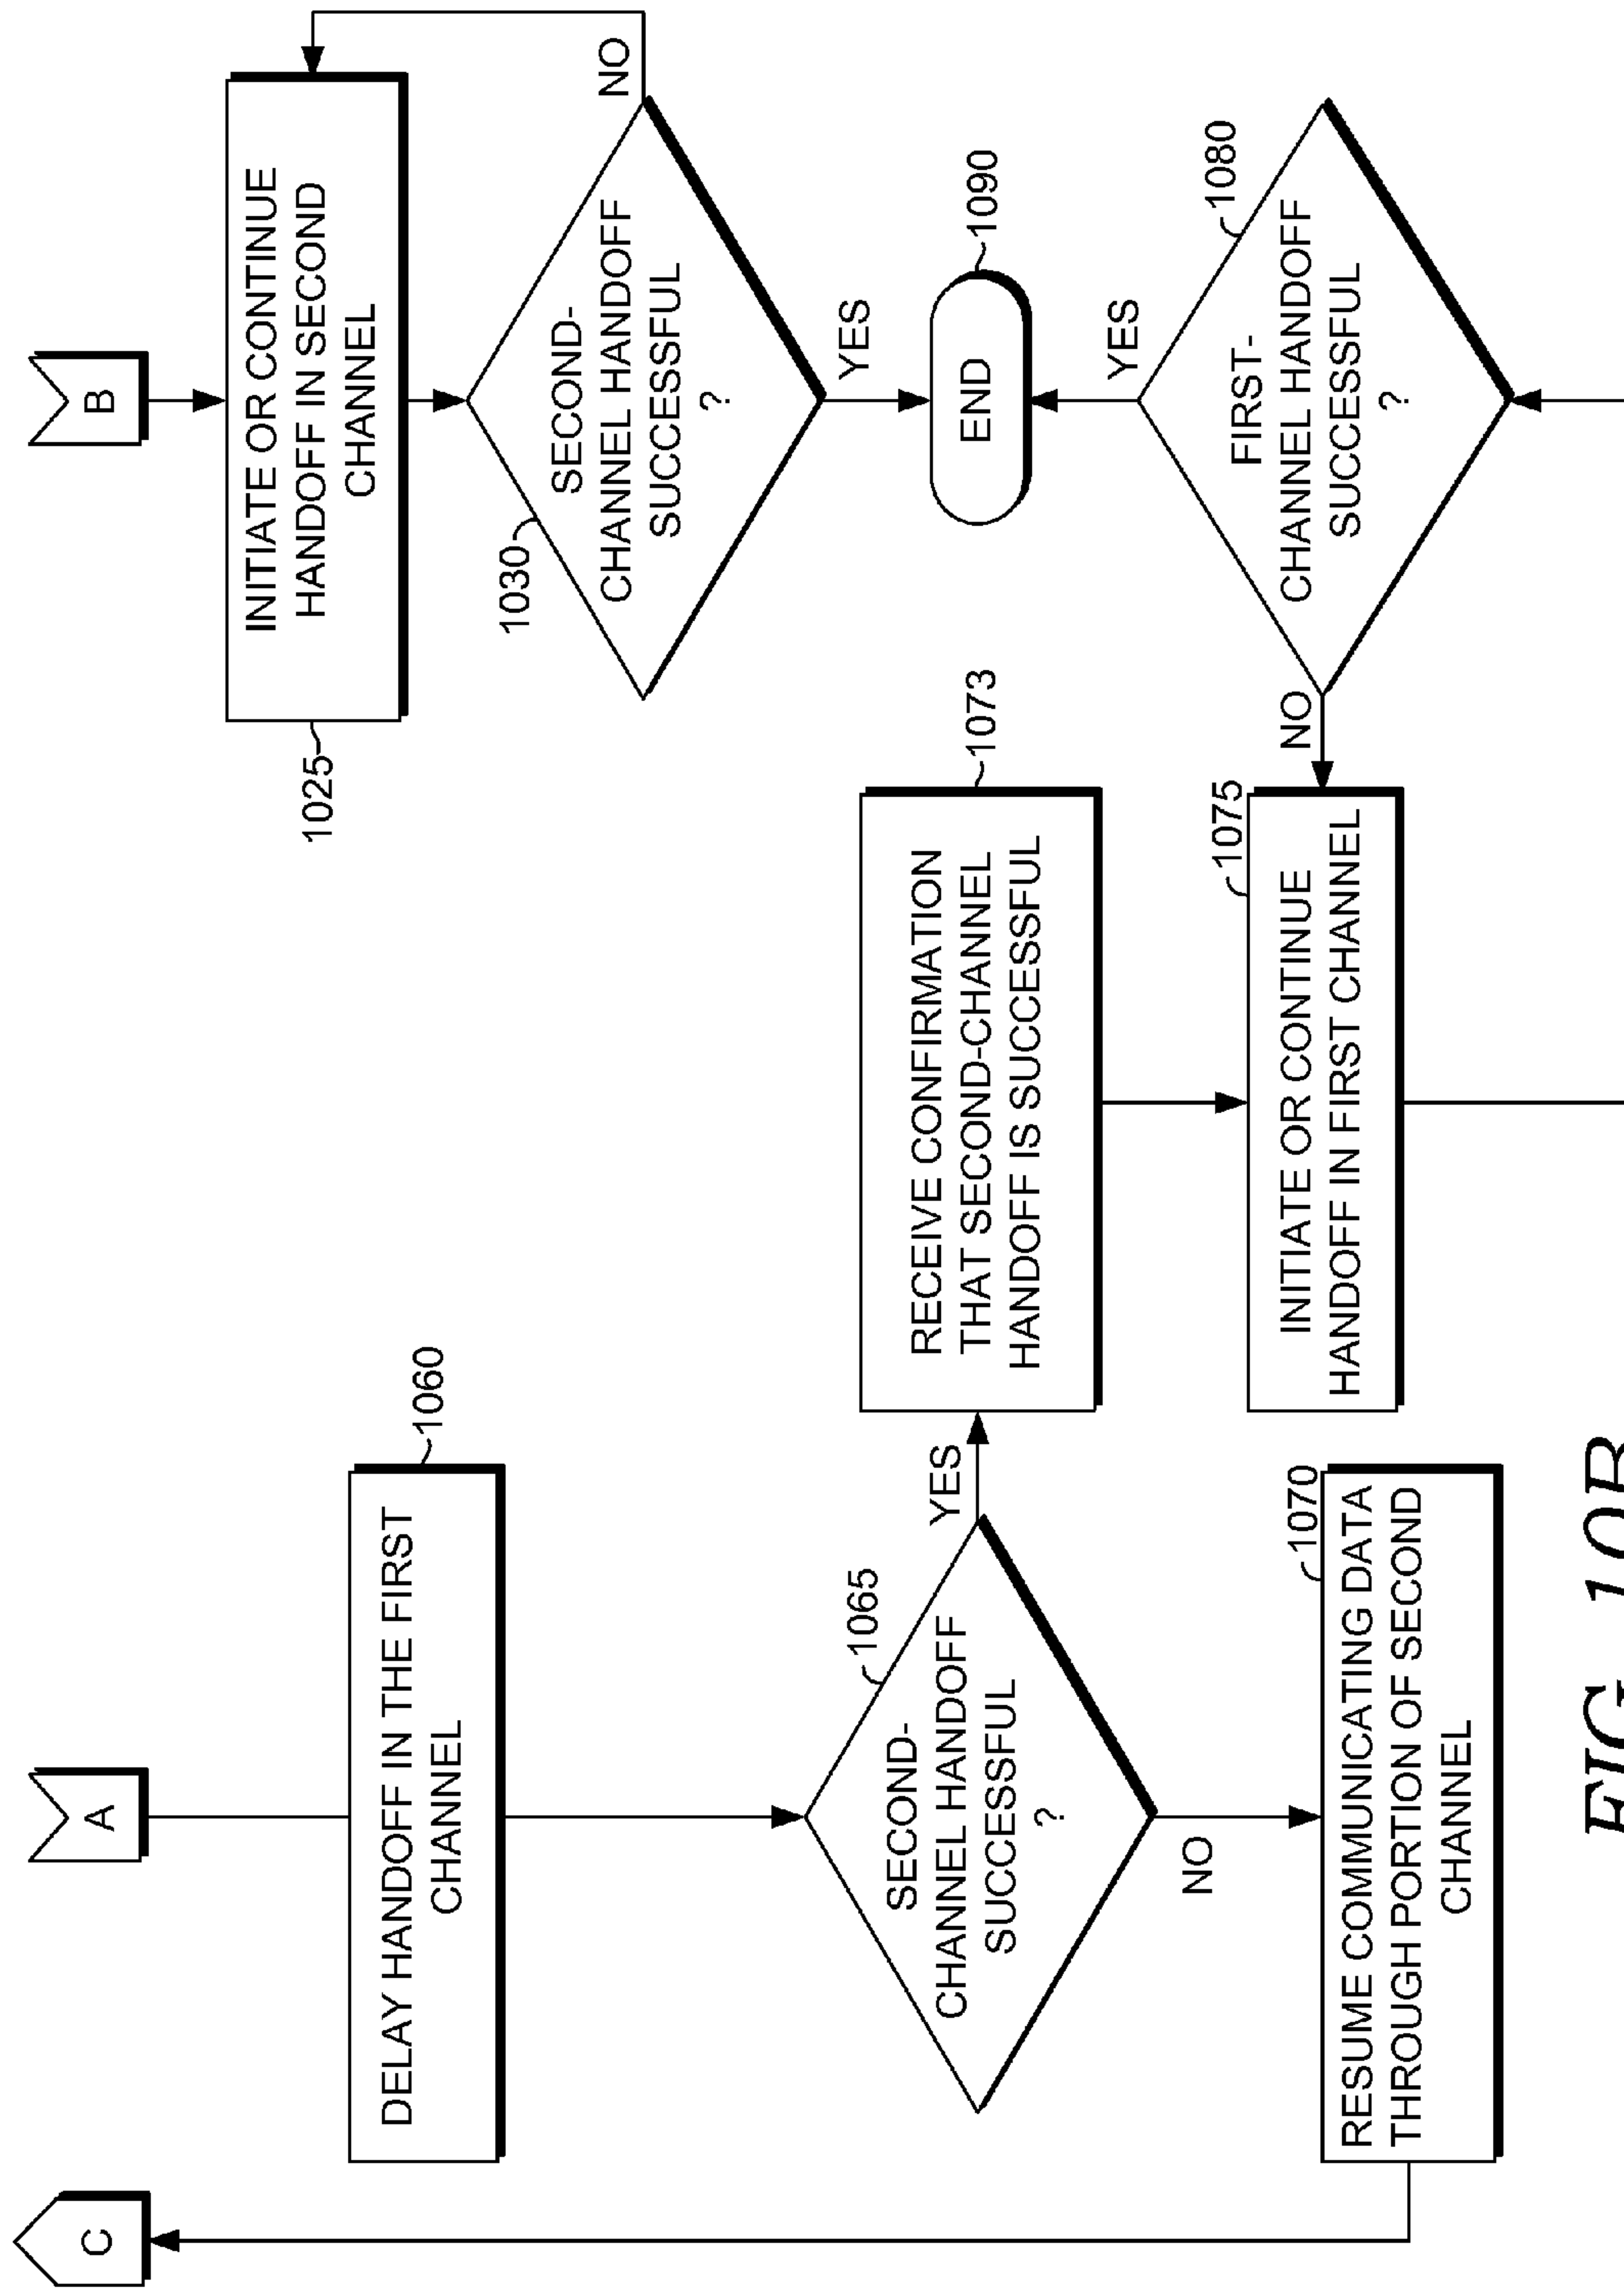 C
A
DELAY HANDOFF IN THE FIRST
CHANNEL
1060
SECOND-
CHANNEL HANDOFF
SUCCESSFUL
?
1065
YES
NO
RESUME COMMUNICATING DATA
THROUGH PORTION OF SECOND
CHANNEL
1070
RECEIVE CONFIRMATION
THAT SECOND-CHANNEL
HANDOFF IS SUCCESSFUL
1073
INITIATE OR CONTINUE
HANDOFF IN FIRST CHANNEL
1075
B
INITIATE OR CONTINUE
HANDOFF IN SECOND
CHANNEL
1025
SECOND-
CHANNEL HANDOFF
SUCCESSFUL
?
1030
NO
YES
END
1090
YES
FIRST-
CHANNEL HANDOFF
SUCCESSFUL
?
1080
NO
FIG. 10B